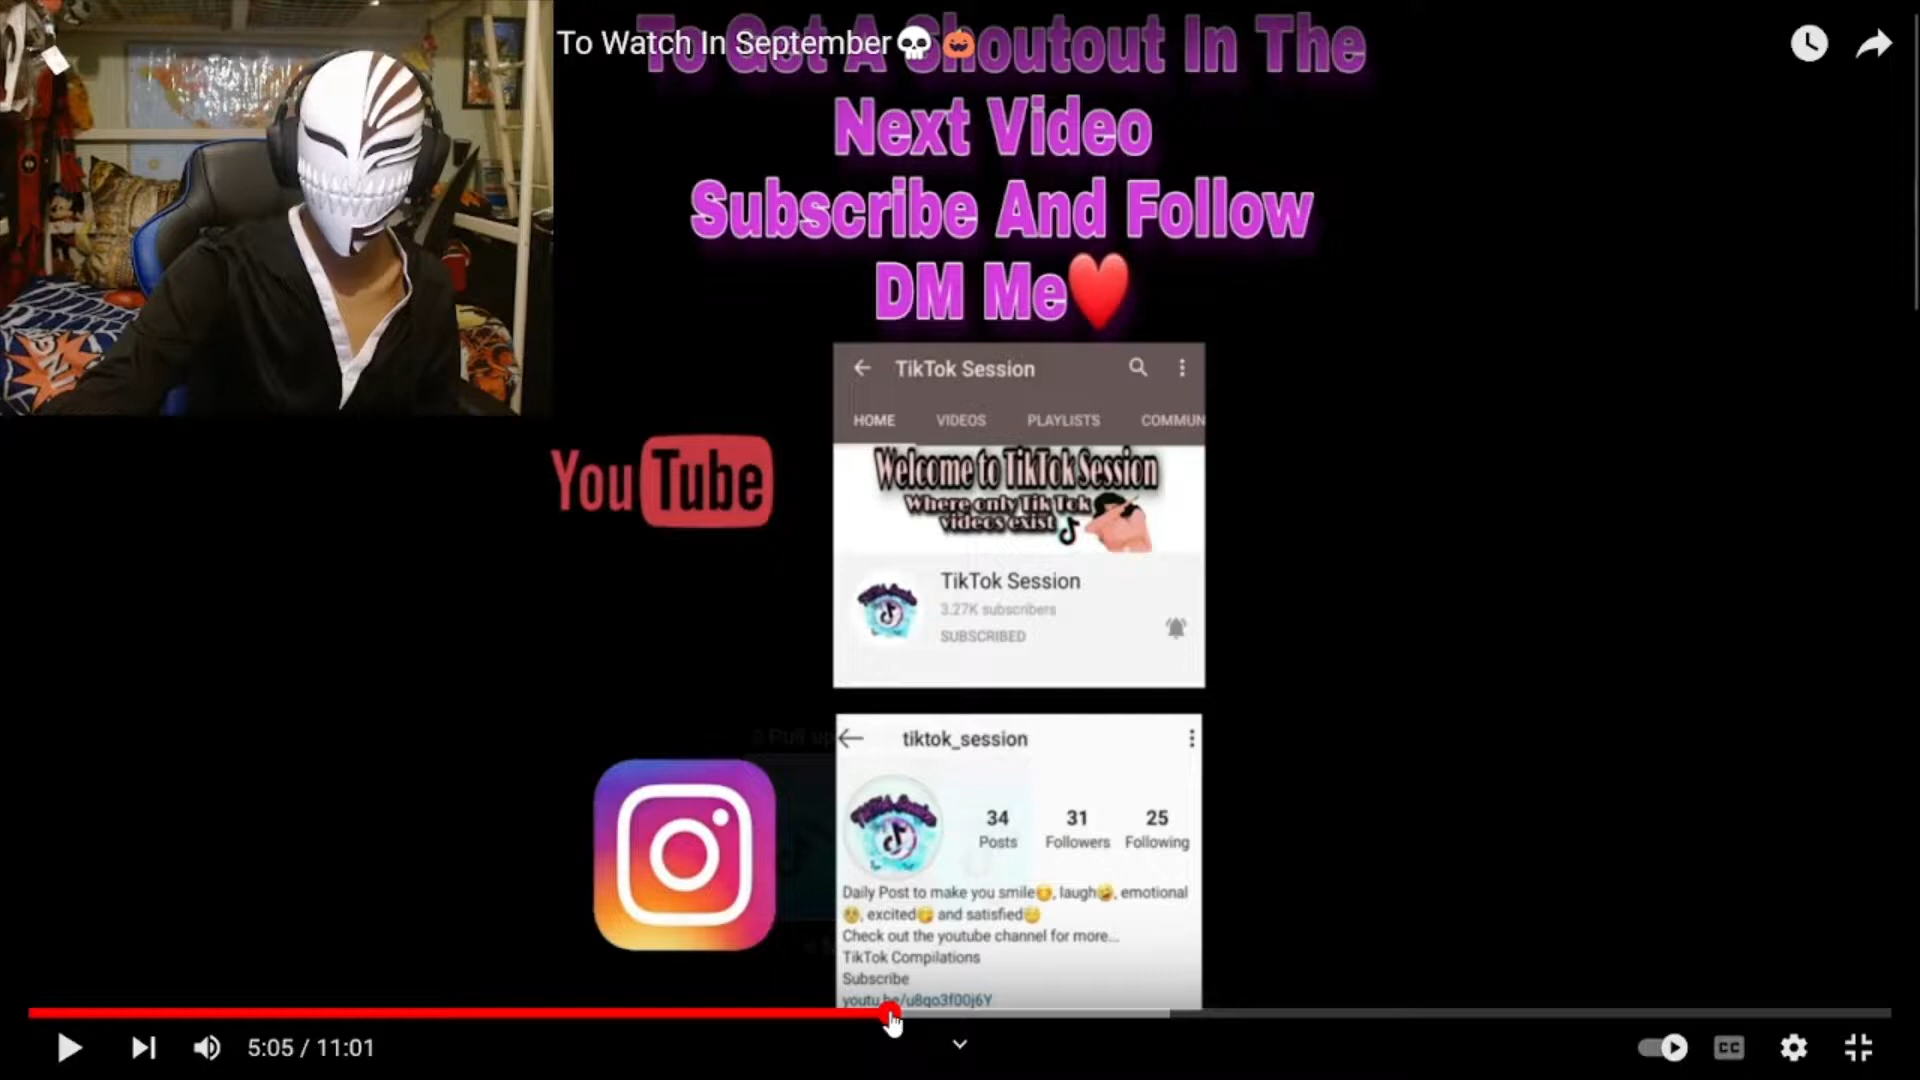 To Watch In September💀🎃
To Get A Shoutout In The
Next Video
Subscribe And Follow
DM Me❤️
TikTok Session
HOME VIDEOS PLAYLISTS COMMUN
Welcome to TikTok Session
Where only Tik Tok
videos exist
YouTube
TikTok Session
3.27K subscribers
SUBSCRIBED
tiktok_session
34 31 25
Posts Followers Following
Daily Post to make you smile😊, laugh🤣, emotional
🥺, excited😋 and satisfied😌
Check out the youtube channel for more...
TikTok Compilations
Subscribe
youtu.be/u8qo3f00j6Y
5:05 / 11:01
CC